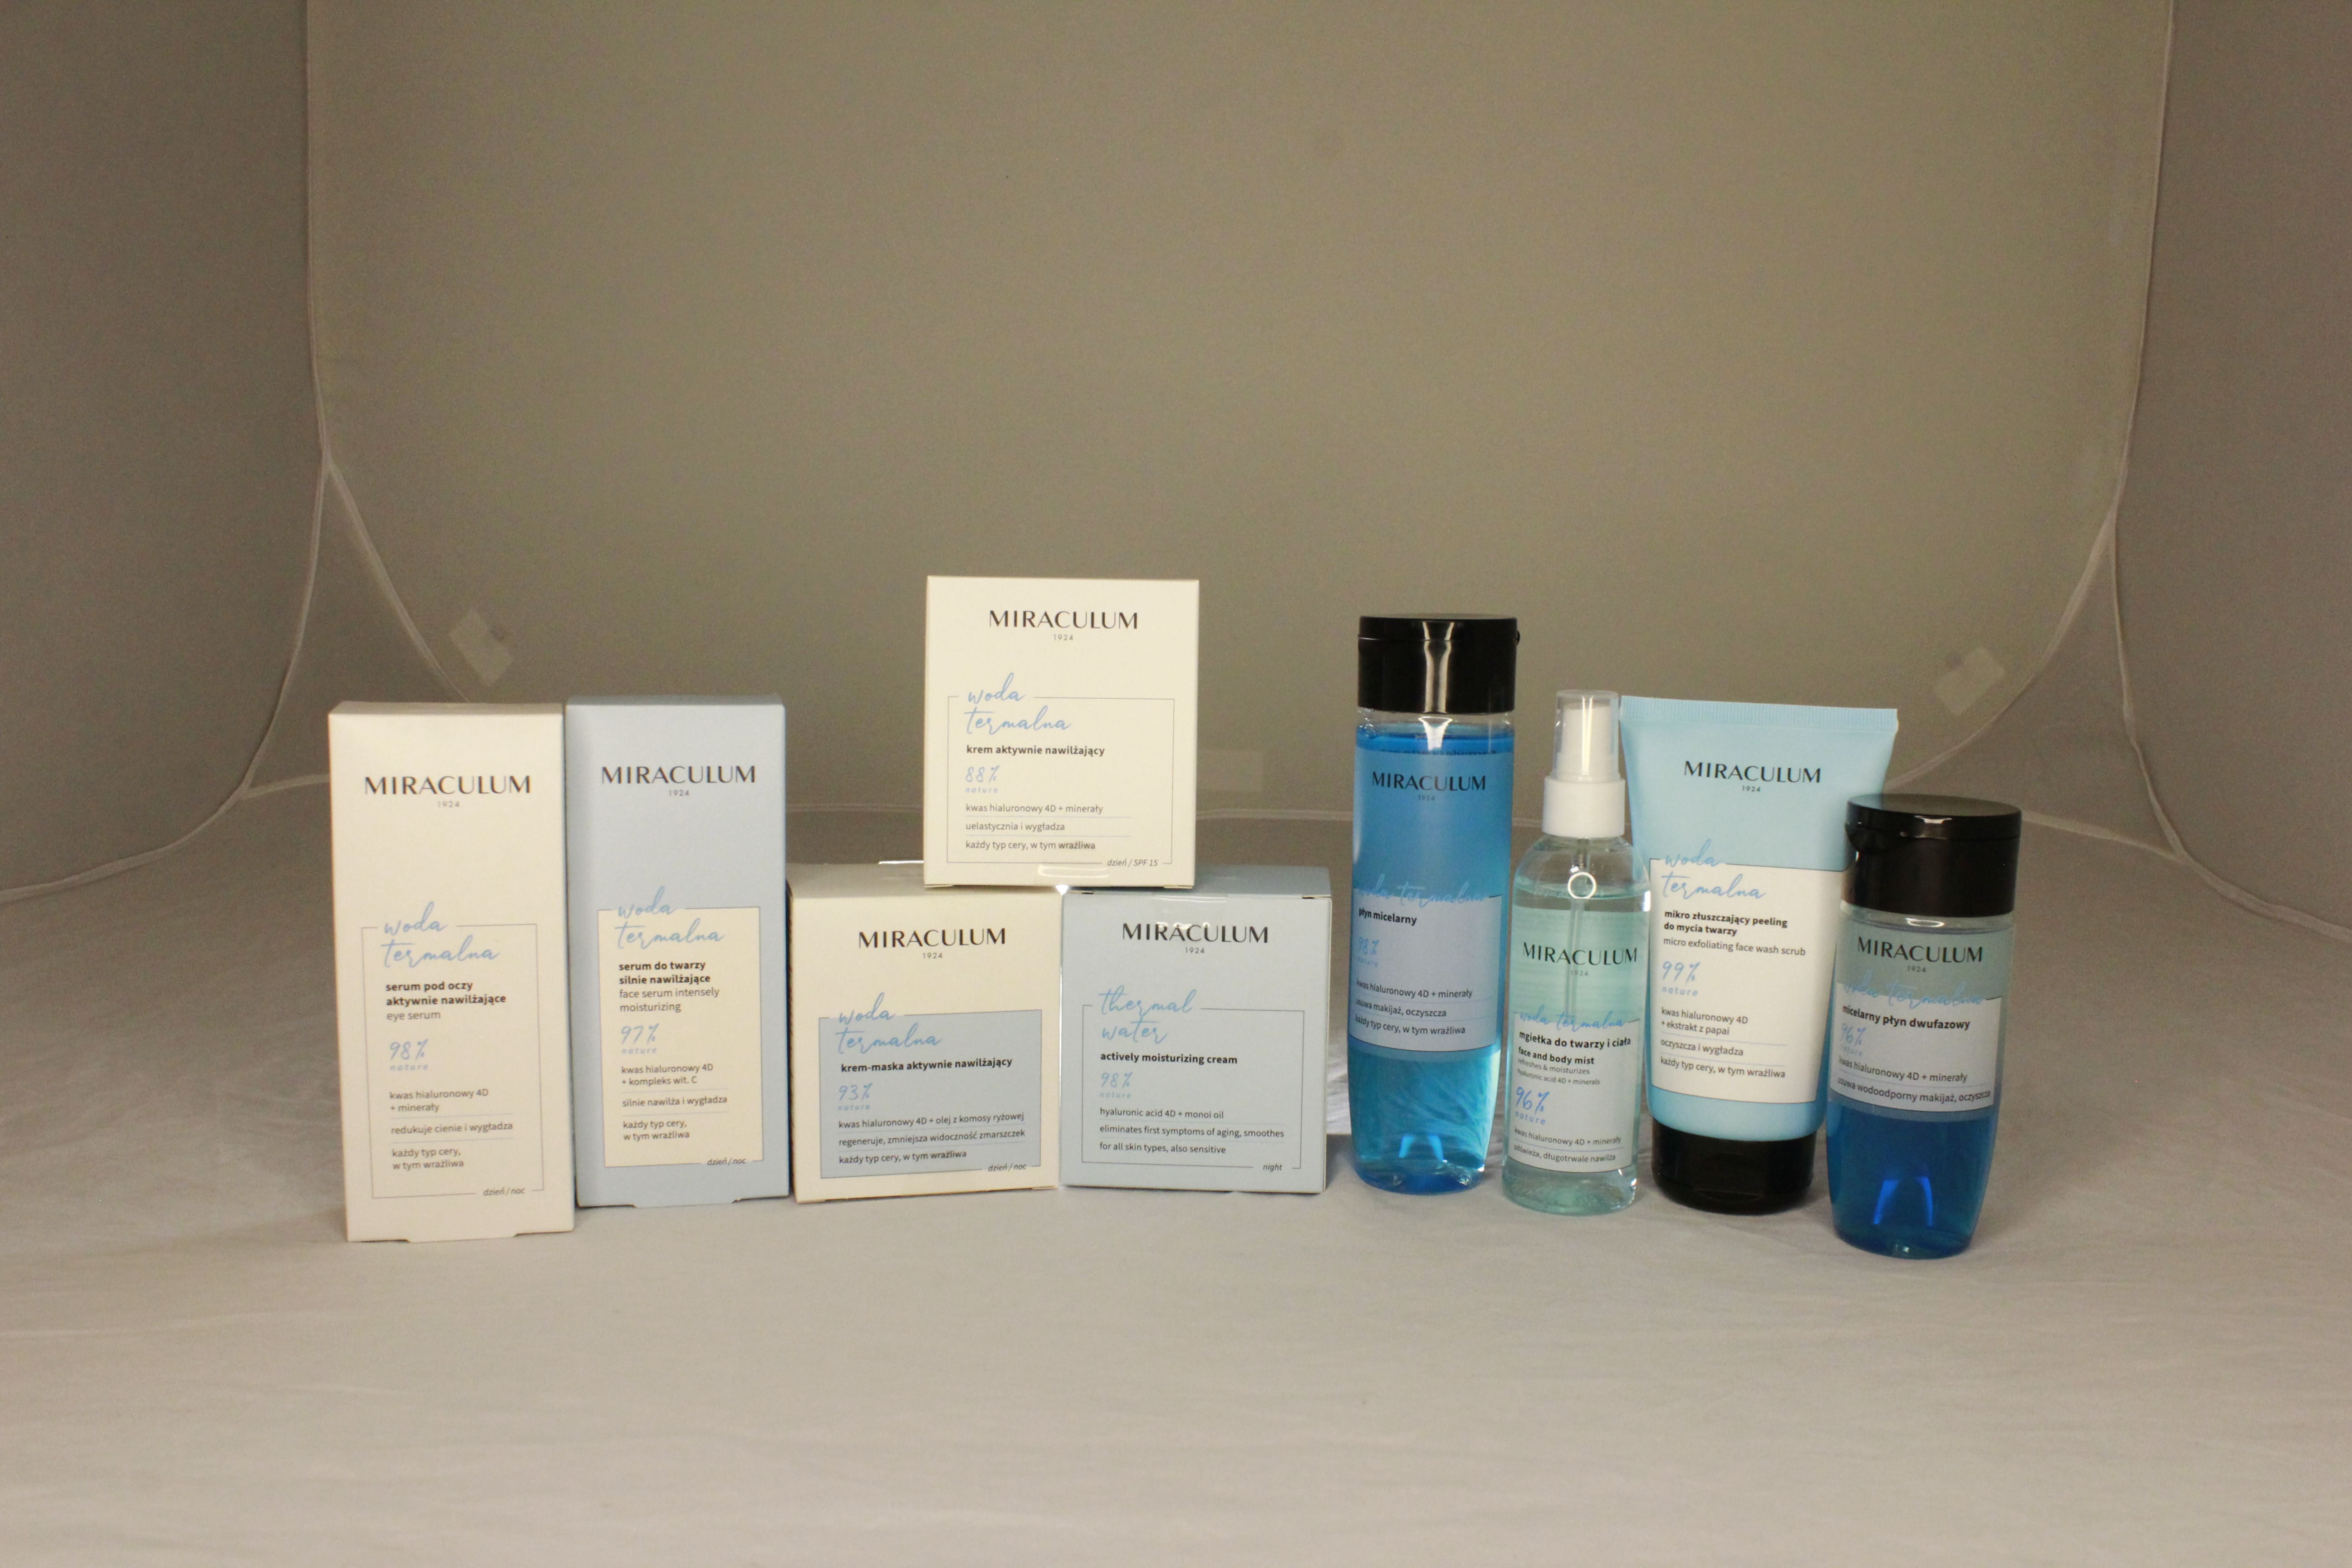 MIRACULUM
1924
woda
termalna
serum pod oczy
aktywnie nawilżające
eye serum
98%
nature
kwas hialuronowy 4D
+ minerały
redukuje cienie i wygładza
każdy typ cery,
w tym wrażliwa
dzień / noc
MIRACULUM
1924
woda
termalna
serum do twarzy
silnie nawilżające
face serum intensely
moisturizing
97%
nature
kwas hialuronowy 4D
+ kompleks wit. C
silnie nawilża i wygładza
każdy typ cery,
w tym wrażliwa
dzień / noc
MIRACULUM
1924
woda
termalna
krem aktywnie nawilżający
88%
nature
kwas hialuronowy 4D + minerały
uelastycznia i wygładza
każdy typ cery, w tym wrażliwa
dzień / SPF 15
MIRACULUM
1924
woda
termalna
krem-maska aktywnie nawilżający
93%
nature
kwas hialuronowy 4D + olej z komosy ryżowej
regeneruje, zmniejsza widoczność zmarszczek
każdy typ cery, w tym wrażliwa
dzień / noc
MIRACULUM
1924
thermal
water
actively moisturizing cream
98%
nature
hyaluronic acid 4D + monoi oil
eliminates first symptoms of aging, smoothes
for all skin types, also sensitive
night
MIRACULUM
1924
woda termalna
płyn micelarny
98%
nature
kwas hialuronowy 4D + minerały
usuwa makijaż, oczyszcza
każdy typ cery, w tym wrażliwa
MIRACULUM
1924
woda termalna
mgiełka do twarzy i ciała
face and body mist
refreshes & moisturizes
hyaluronic acid 4D + minerals
96%
nature
kwas hialuronowy 4D + minerały
odświeża, długotrwale nawilża
MIRACULUM
1924
woda
termalna
mikro złuszczający peeling
do mycia twarzy
micro exfoliating face wash scrub
99%
nature
kwas hialuronowy 4D
+ ekstrakt z papai
oczyszcza i wygładza
każdy typ cery, w tym wrażliwa
MIRACULUM
1924
woda termalna
micelarny płyn dwufazowy
96%
nature
kwas hialuronowy 4D + minerały
usuwa wodoodporny makijaż, oczyszcza